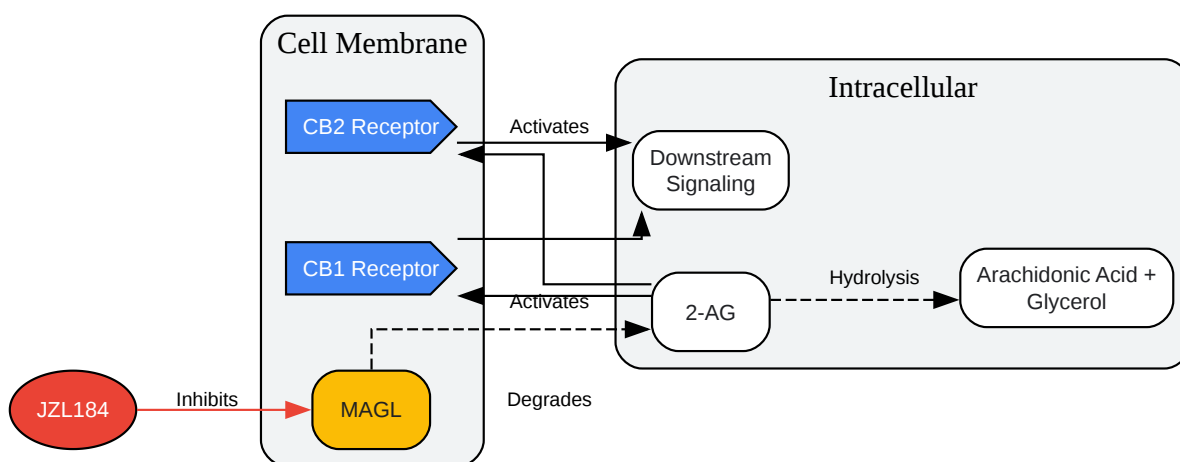 Cell Membrane
Intracellular
CB2 Receptor
Activates
Downstream
Signaling
CB1 Receptor
Activates
2-AG
Hydrolysis
Arachidonic Acid +
Glycerol
JZL184
Inhibits
MAGL
Degrades